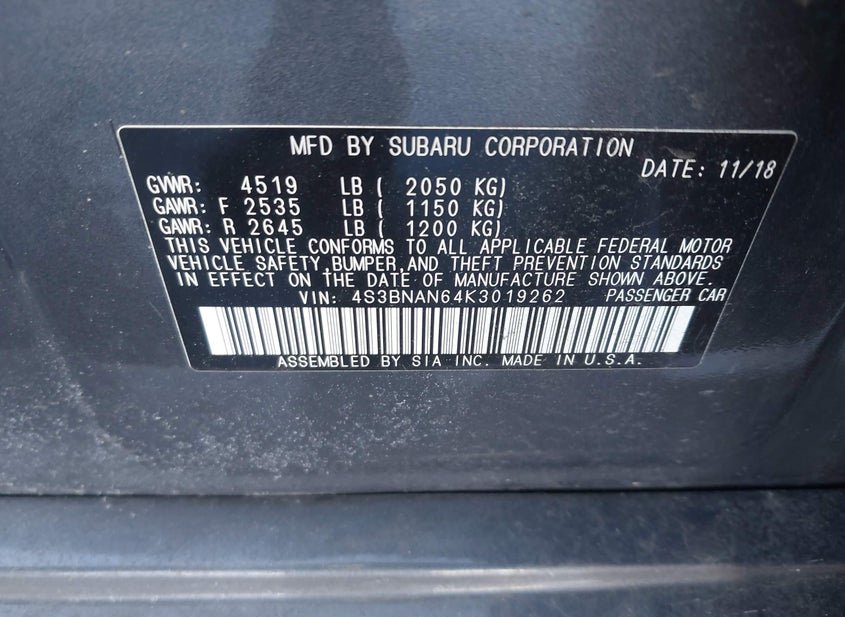 MFD BY SUBARU CORPORATION
DATE: 11/18
GVWR: 4519 LB ( 2050 KG)
GAWR: F 2535 LB ( 1150 KG)
GAWR: R 2645 LB ( 1200 KG)
THIS VEHICLE CONFORMS TO ALL APPLICABLE FEDERAL MOTOR
VEHICLE SAFETY,BUMPER,AND THEFT PREVENTION STANDARDS
IN EFFECT ON THE DATE OF MANUFACTURE SHOWN ABOVE.
VIN: 4S3BNAN64K3019262 PASSENGER CAR
ASSEMBLED BY SIA INC. MADE IN U.S.A.